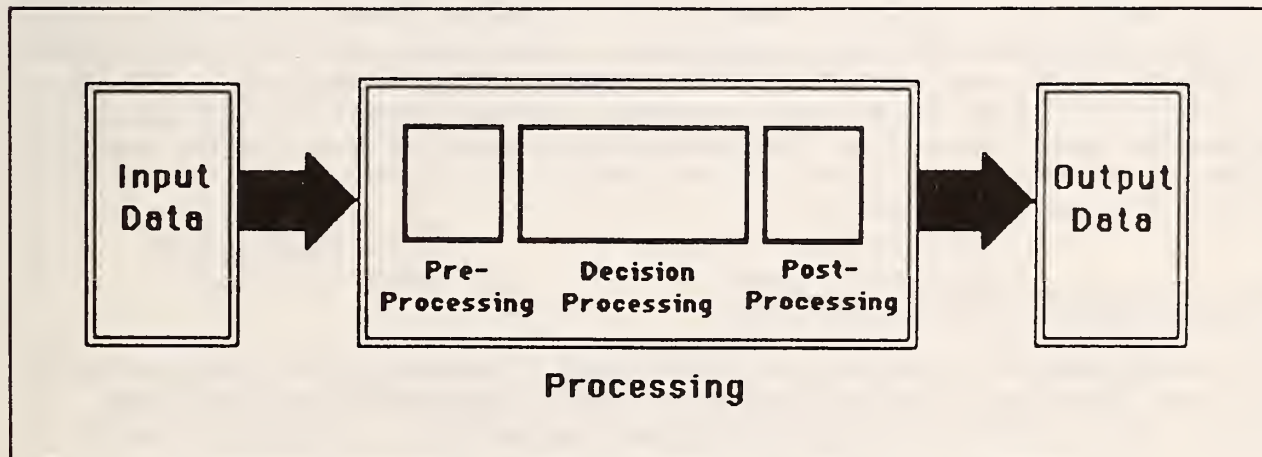 Input
Data
Pre-
Processing
Decision
Processing
Post-
Processing
Output
Data
Processing